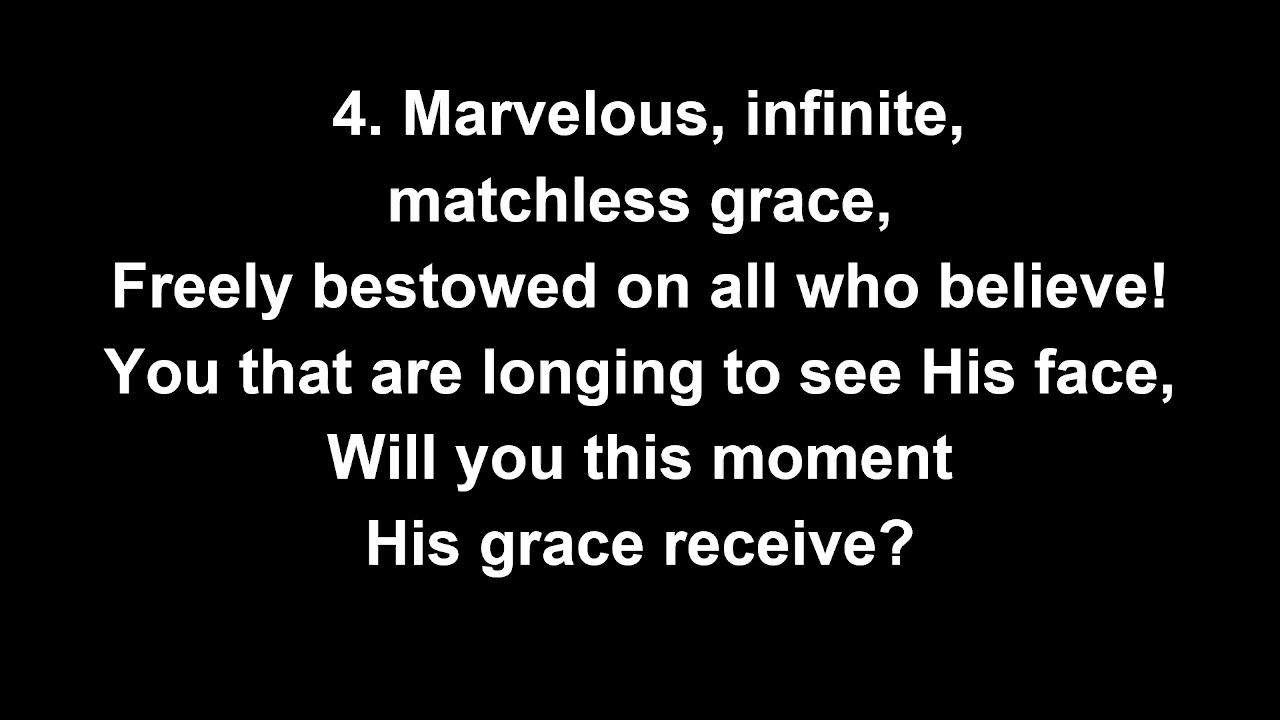 4. Marvelous, infinite,
matchless grace,
Freely bestowed on all who believe!
You that are longing to see His face,
Will you this moment
His grace receive?